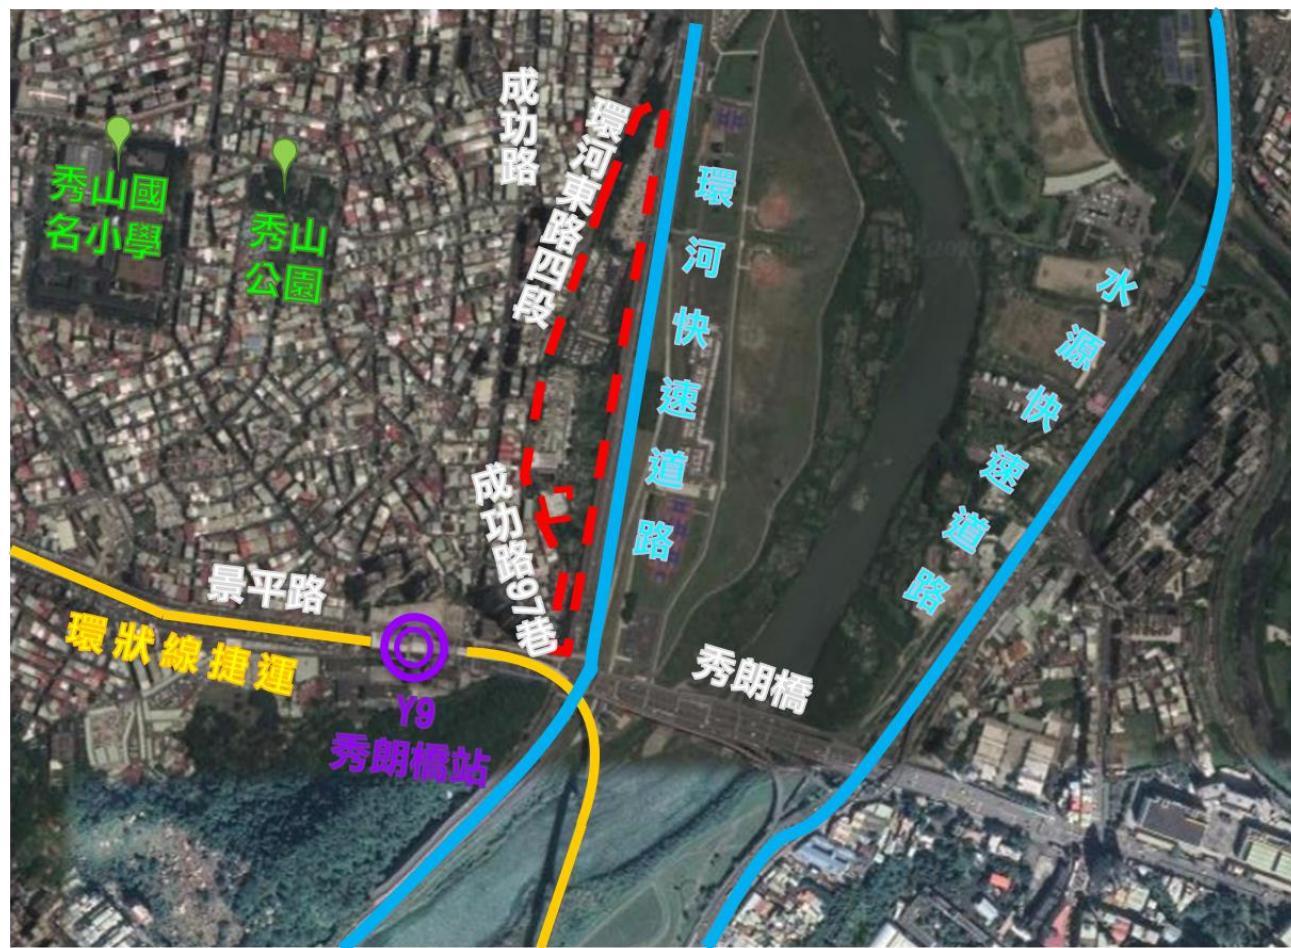 成功路
環河東路四段
秀山國
名小學
秀山
公園
環河快速道路
水源快速道路
成功路97巷
景平路
環狀線捷運
Y9
秀朗橋站
秀朗橋